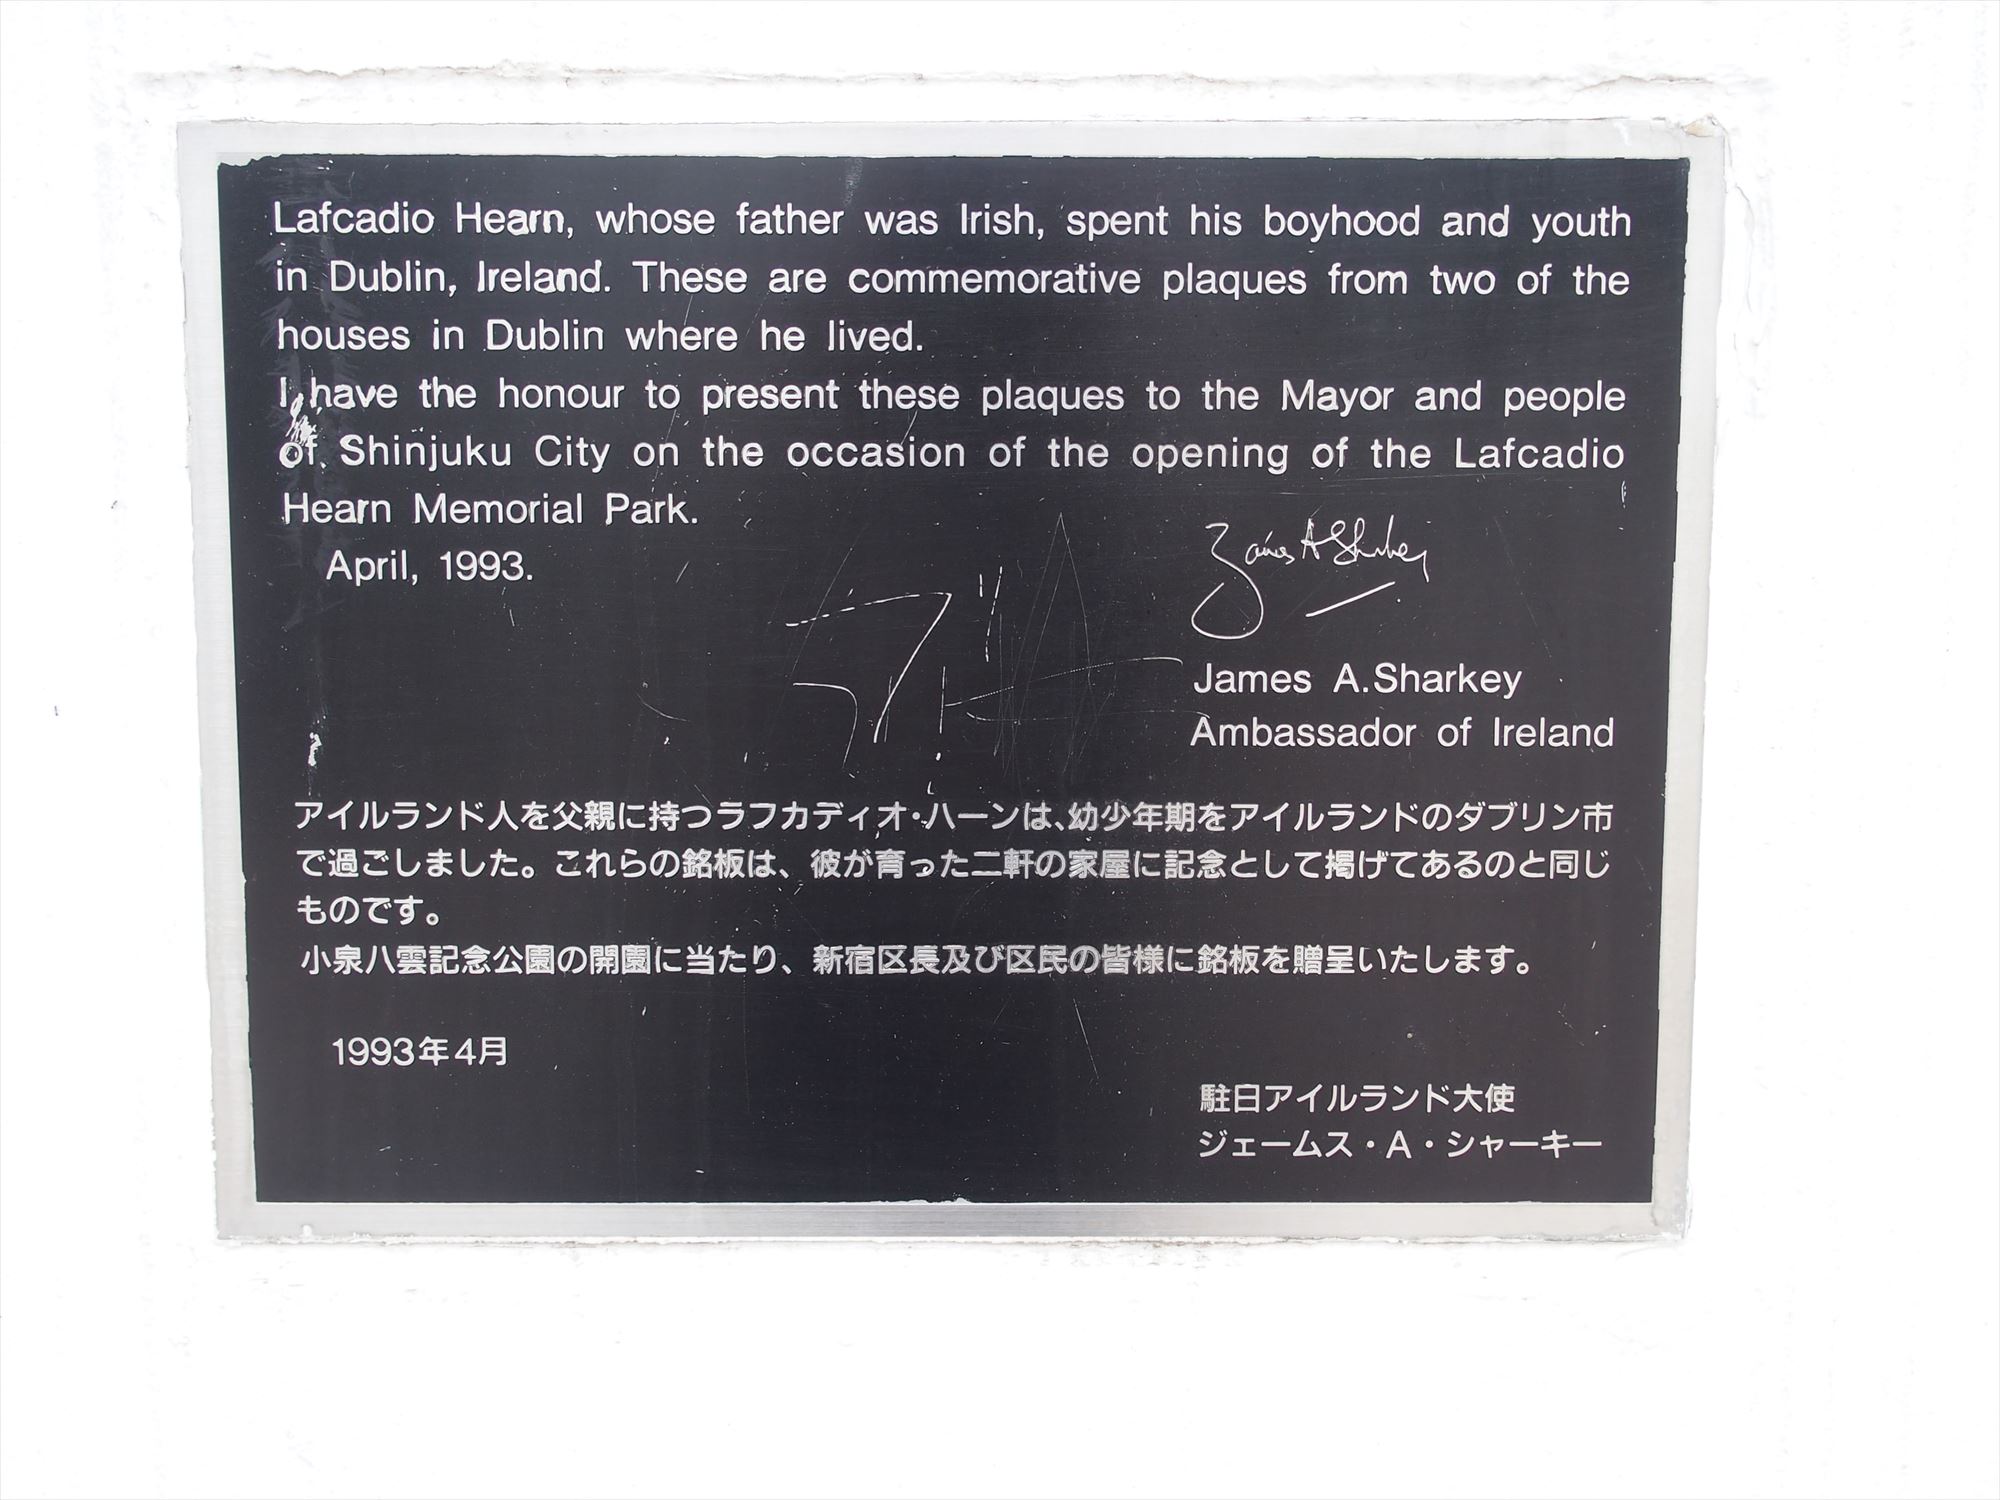 Lafcadio Hearn, whose father was Irish, spent his boyhood and youth
in Dublin, Ireland. These are commemorative plaques from two of the
houses in Dublin where he lived.
I have the honour to present these plaques to the Mayor and people
of Shinjuku City on the occasion of the opening of the Lafcadio
Hearn Memorial Park.
April, 1993.
James A Sharkey
James A.Sharkey
Ambassador of Ireland
アイルランド人を父親に持つラフカディオ・ハーンは、幼少年期をアイルランドのダブリン市
で過ごしました。これらの銘板は、彼が育った二軒の家屋に記念として掲げてあるのと同じ
ものです。
小泉八雲記念公園の開園に当たり、新宿区長及び区民の皆様に銘板を贈呈いたします。
1993年4月
駐日アイルランド大使
ジェームス・A・シャーキー